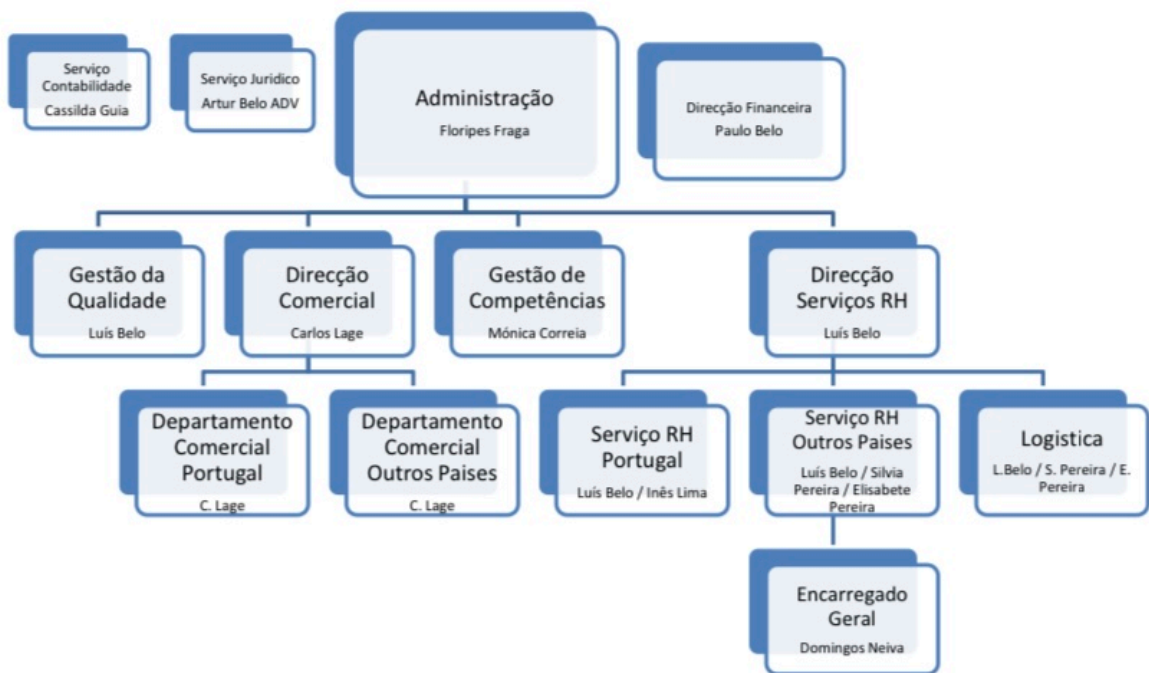 Serviço
Contabilidade
Cassilda Guia
Serviço Juridico
Artur Belo ADV
Administração
Floripes Fraga
Direcção Financeira
Paulo Belo
Gestão da
Qualidade
Luís Belo
Direcção
Comercial
Carlos Lage
Gestão de
Competências
Mónica Correia
Direcção
Serviços RH
Luís Belo
Departamento
Comercial
Portugal
C. Lage
Departamento
Comercial
Outros Paises
C. Lage
Serviço RH
Portugal
Luís Belo / Inês Lima
Serviço RH
Outros Paises
Luís Belo / Silvia
Pereira / Elisabete
Pereira
Logistica
L.Belo / S. Pereira / E.
Pereira
Encarregado
Geral
Domingos Neiva